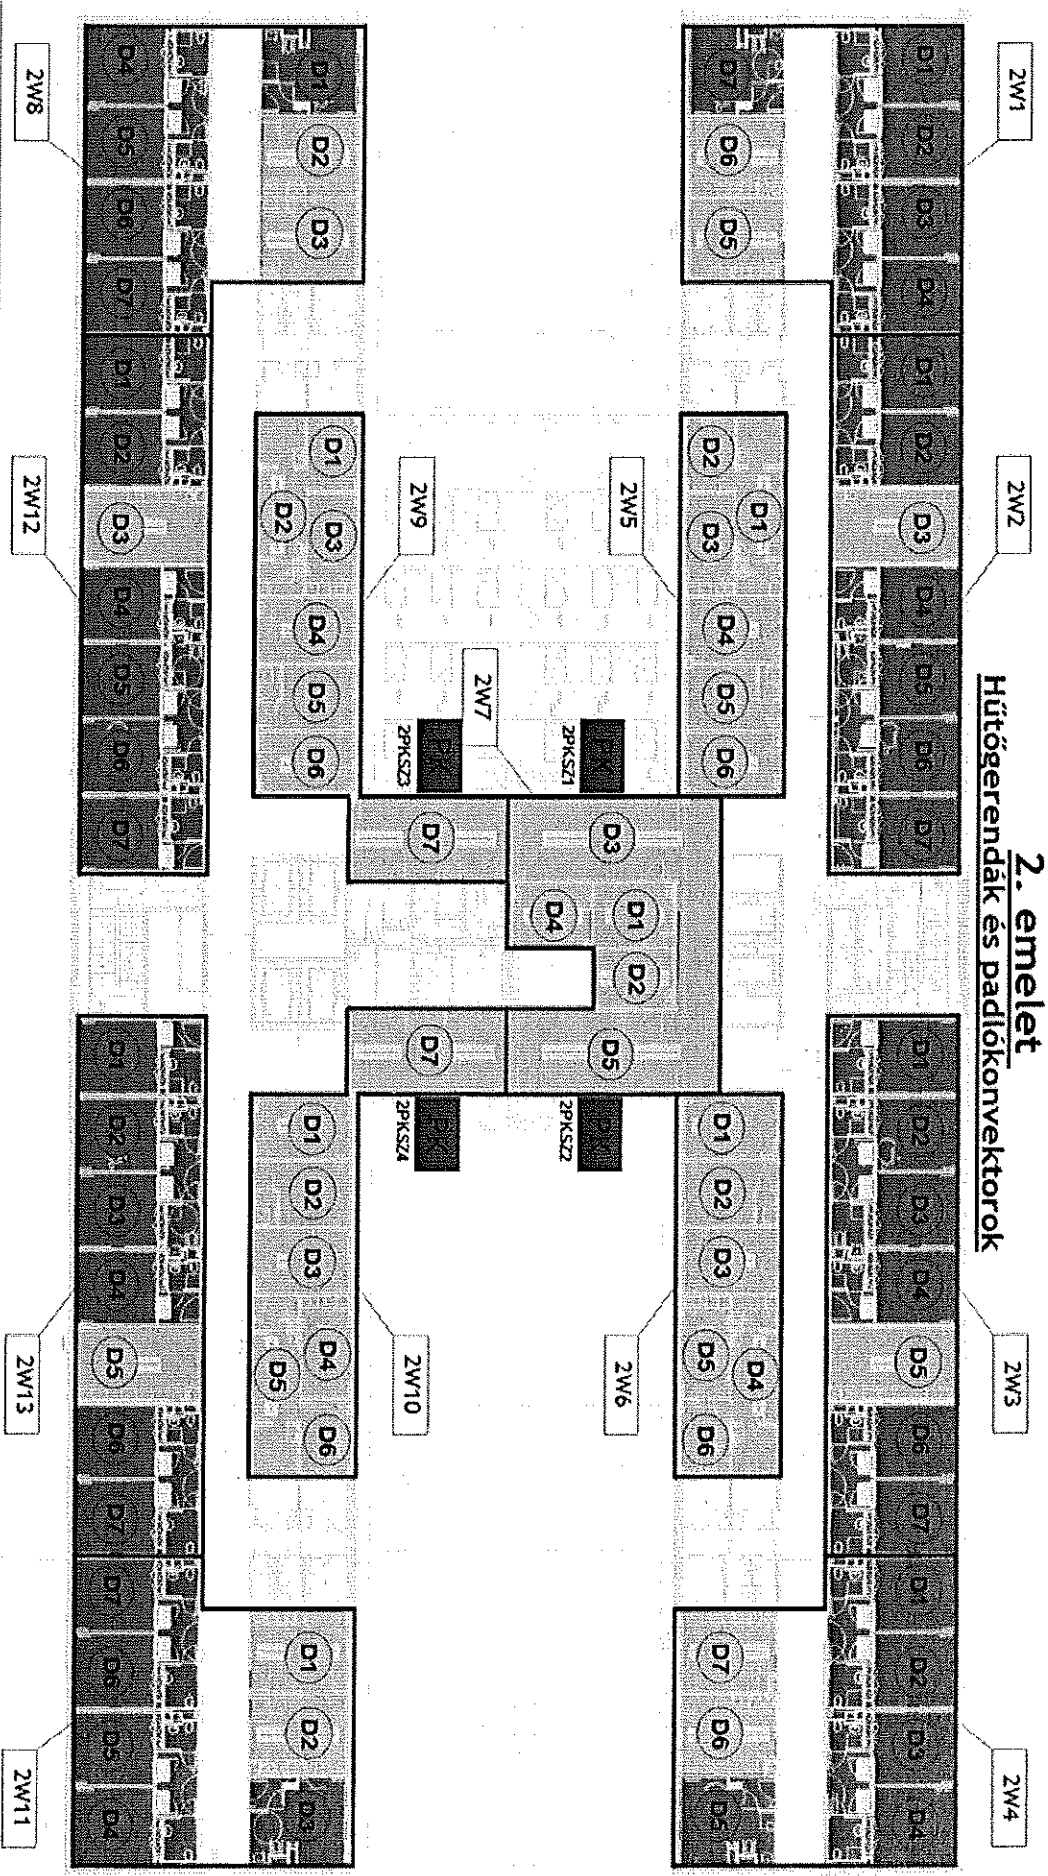 2. emelet
Hűtőgerendák és padlókonvektorok
2W1
2W2
2W3
2W4
D1 D2 D3 D4
D1 D2 D3 D4 D5 D6 D7
D1 D2 D3 D4 D5 D6 D7
D1 D2 D3 D4
D7 D6 D5
D1
D2 D3 D4 D5 D6
D1 D2 D3 D5 D6
D4
D7 D6 D5
2W5
2W6
PK
2PKSZ1
PK
2PKSZ2
D3 D1 D2 D5
D4
2W7
D7 D7
PK
2PKSZ3
PK
2PKSZ4
2W9
2W10
D1 D2 D3
D1 D3 D4 D5 D6
D2
D1 D2 D3 D4 D6
D5
D1 D2 D3
D4 D5 D6 D7
D1 D2 D3 D4 D5 D6 D7
D1 D2 D3 D4 D5 D6 D7
D7 D6 D5 D4
2W8
2W12
2W13
2W11